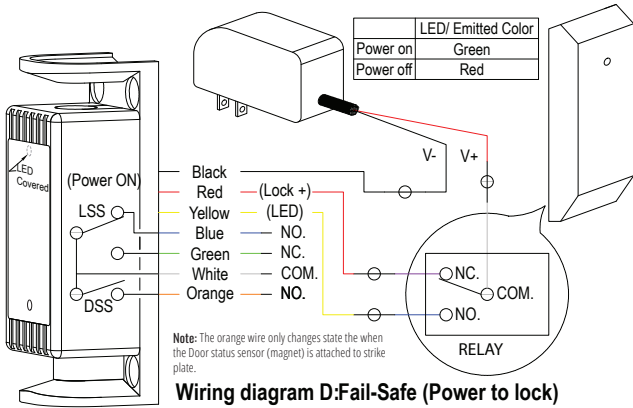 LED/ Emitted Color
Power on Green
Power off Red
LED
Covered
(Power ON)
LSS
DSS
V- V+
Black
Red (Lock +)
Yellow (LED)
Blue NO.
Green NC.
White COM.
Orange NO.
NC.
COM.
NO.
RELAY
Note: The orange wire only changes state the when
the Door status sensor (magnet) is attached to strike
plate.
Wiring diagram D:Fail-Safe (Power to lock)